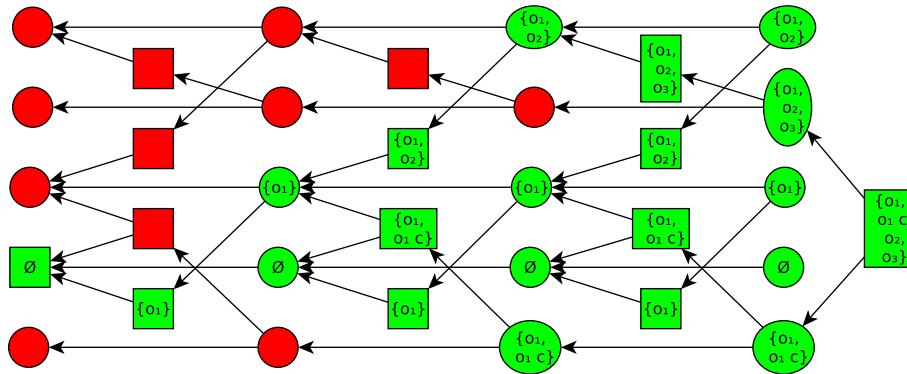 {o₁,
o₂}
{o₁,
o₂}
{o₁,
o₂,
o₃}
{o₁,
o₂,
o₃}
{o₁,
o₂}
{o₁,
o₂}
{o₁}
{o₁}
{o₁}
{o₁,
o₁ c
o₂,
o₃}
{o₁,
o₁ c}
{o₁,
o₁ c}
Ø
Ø
Ø
Ø
{o₁}
{o₁}
{o₁}
{o₁,
o₁ c}
{o₁,
o₁ c}